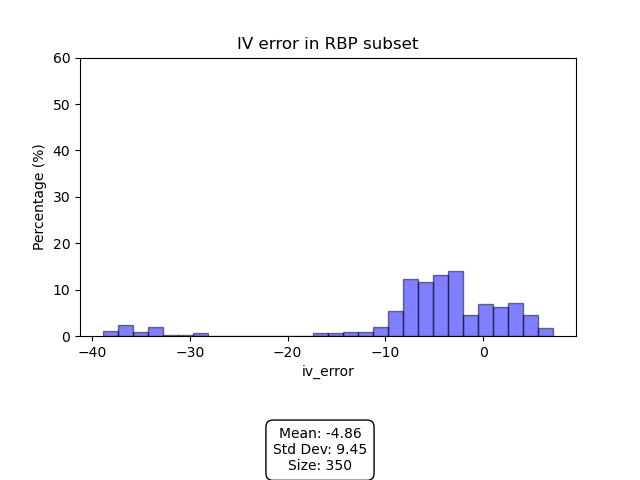 IV error in RBP subset
60
50
40
30
20
10
0
Percentage (%)
−40
−30
−20
−10
0
iv_error
Mean: -4.86
Std Dev: 9.45
Size: 350